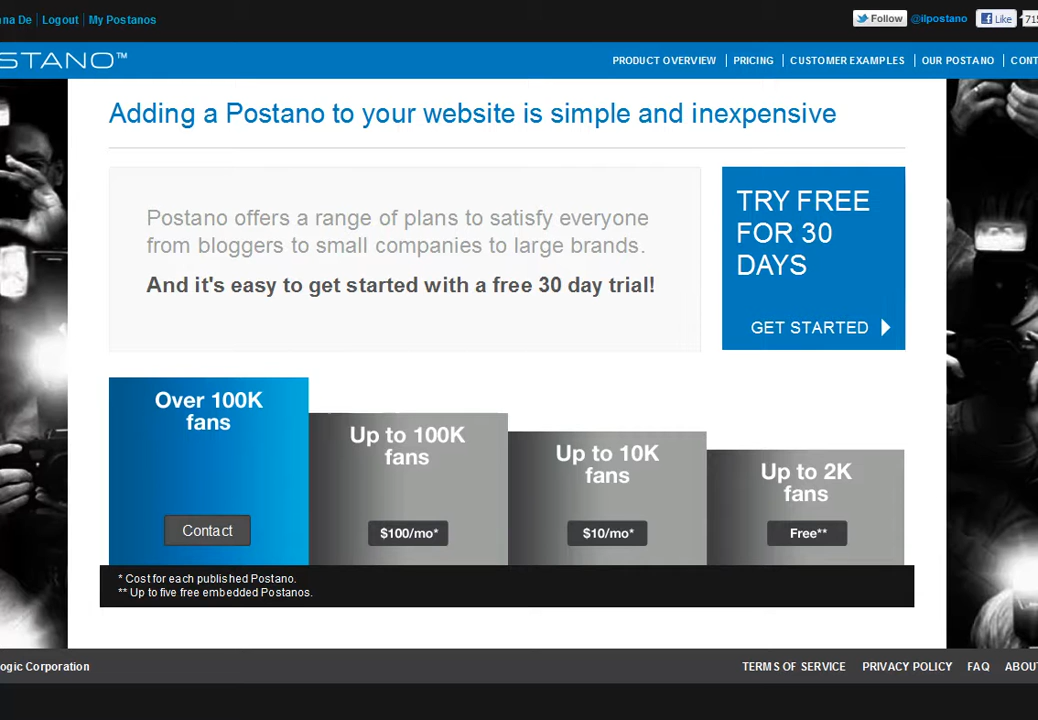 na De | Logout | My Postanos
Follow @ilpostano Like 715
STANO™
PRODUCT OVERVIEW | PRICING | CUSTOMER EXAMPLES | OUR POSTANO | CONT
Adding a Postano to your website is simple and inexpensive
Postano offers a range of plans to satisfy everyone
from bloggers to small companies to large brands.
And it's easy to get started with a free 30 day trial!
TRY FREE
FOR 30
DAYS
GET STARTED
Over 100K
fans
Contact
Up to 100K
fans
$100/mo*
Up to 10K
fans
$10/mo*
Up to 2K
fans
Free**
* Cost for each published Postano.
** Up to five free embedded Postanos.
ogic Corporation
TERMS OF SERVICE PRIVACY POLICY FAQ ABOU